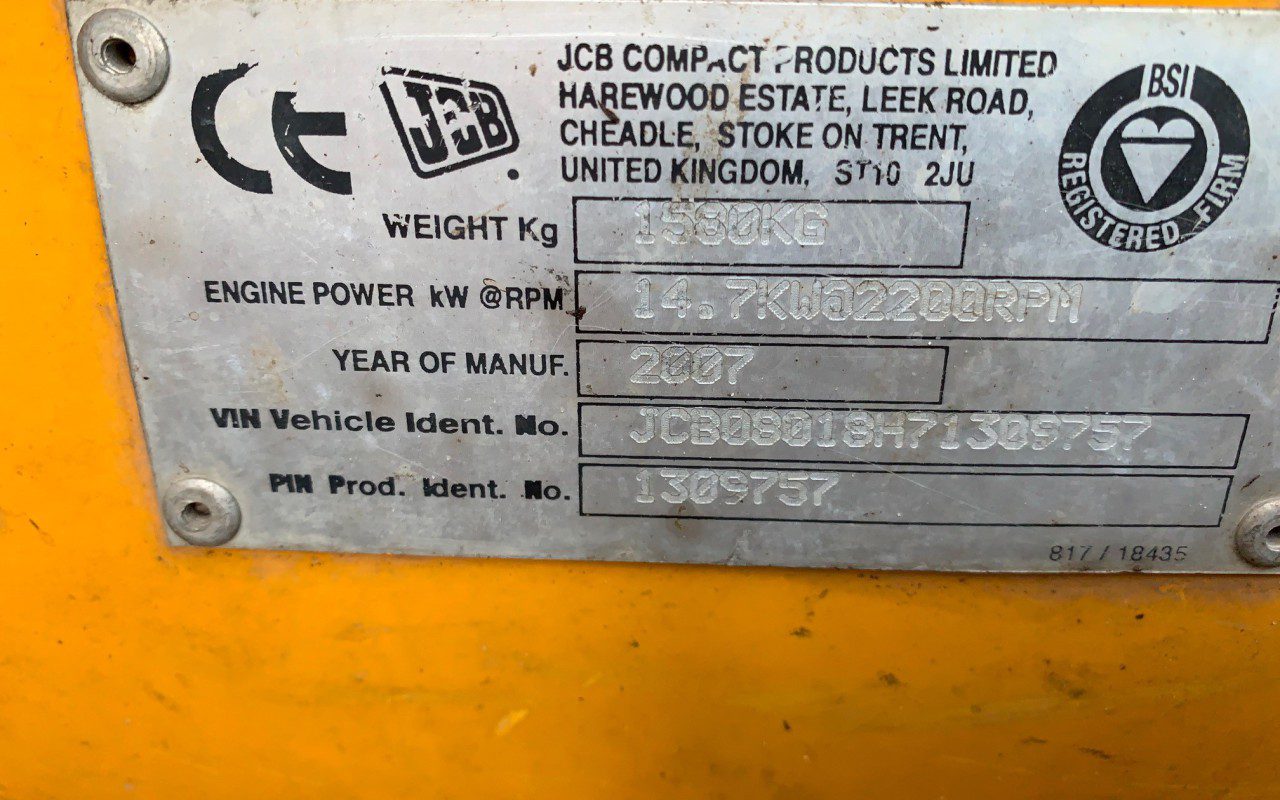 CE
JCB
JCB COMPACT PRODUCTS LIMITED
HAREWOOD ESTATE, LEEK ROAD,
CHEADLE, STOKE ON TRENT,
UNITED KINGDOM, ST10 2JU
BSI
REGISTERED FIRM
WEIGHT Kg
ENGINE POWER kW @RPM 14.7KW@2200RPM
YEAR OF MANUF. 2007
VIN Vehicle Ident. No. JCB08018H71309757
PIN Prod. Ident. No. 1309757
817 / 18435